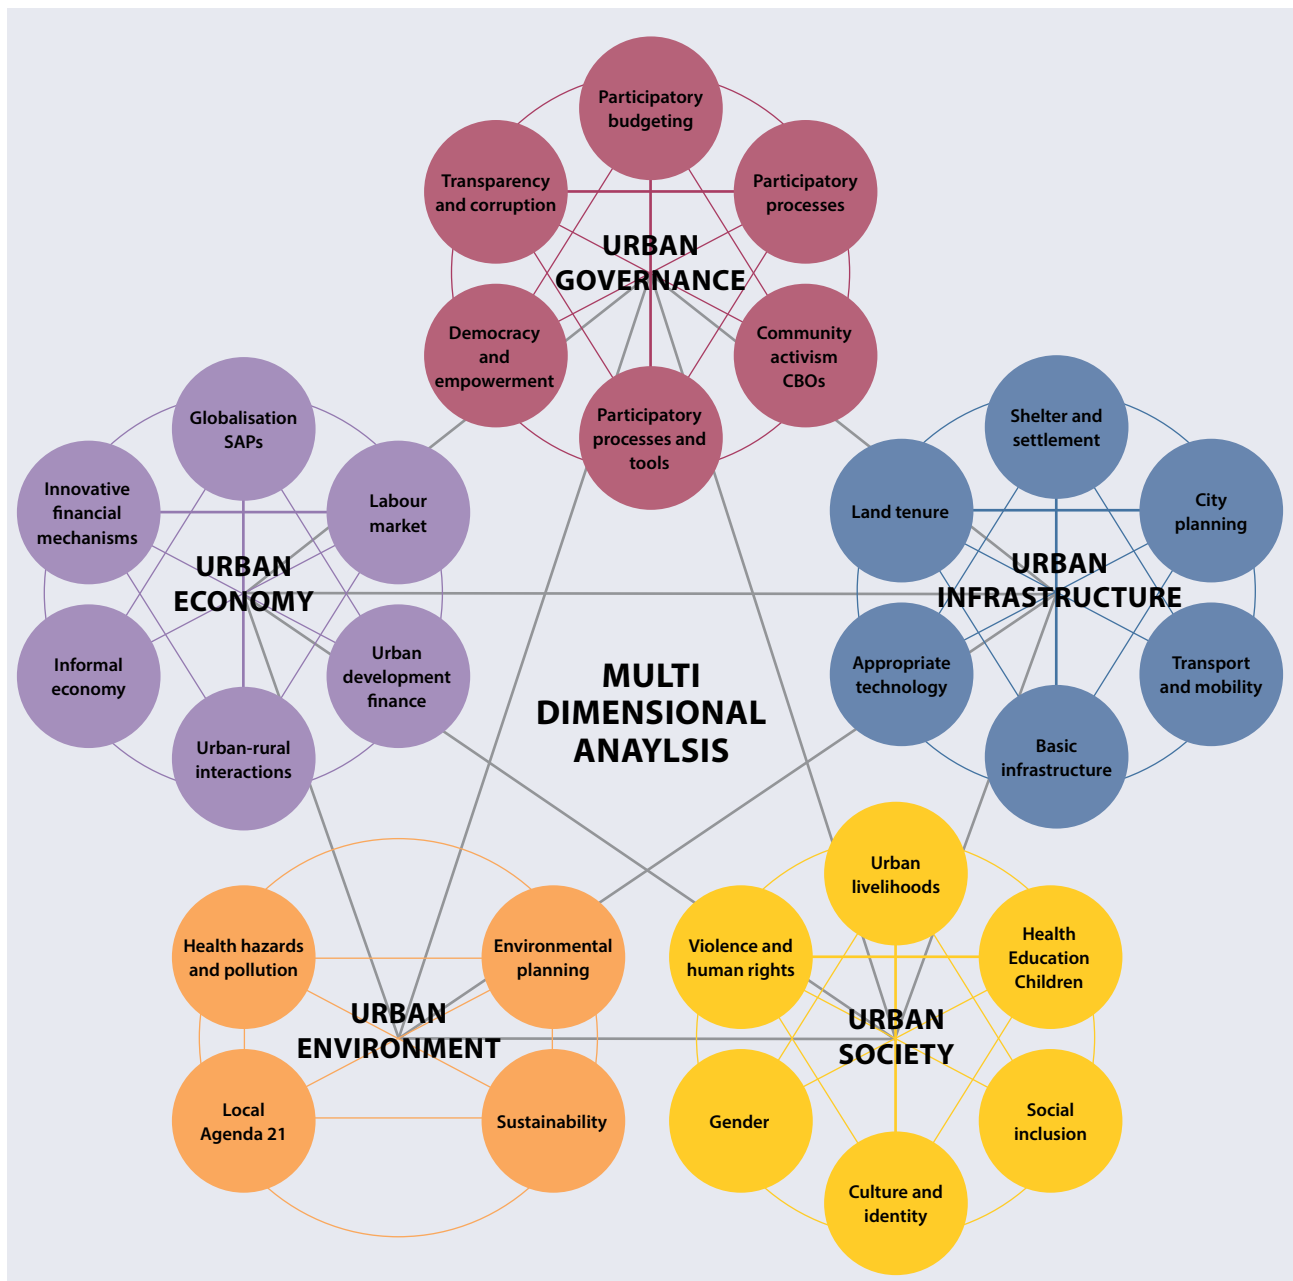 Participatory
budgeting
Transparency
and corruption
Participatory
processes
URBAN
GOVERNANCE
Democracy
and
empowerment
Community
activism
CBOs
Participatory
processes and
tools
Globalisation
SAPs
Innovative
financial
mechanisms
Labour
market
URBAN
ECONOMY
Informal
economy
Urban
development
finance
Urban-rural
interactions
Shelter and
settlement
Land tenure
City
planning
URBAN
INFRASTRUCTURE
Appropriate
technology
Transport
and mobility
Basic
infrastructure
MULTI
DIMENSIONAL
ANAYLSIS
Health hazards
and pollution
Environmental
planning
URBAN
ENVIRONMENT
Local
Agenda 21
Sustainability
Urban
livelihoods
Violence and
human rights
Health
Education
Children
URBAN
SOCIETY
Gender
Social
inclusion
Culture and
identity